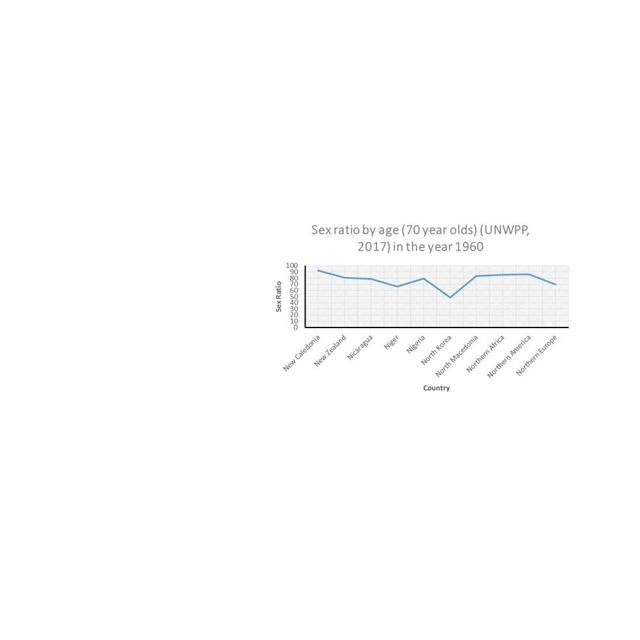 Sex ratio by age (70 year olds) (UNWPP,
2017) in the year 1960
100
90
80
70
60
50
40
30
20
10
0
Sex Ratio
New Caledonia
New Zealand
Nicaragua
Niger
Nigeria
North Korea
North Macedonia
Northern Africa
Northern America
Northern Europe
Country